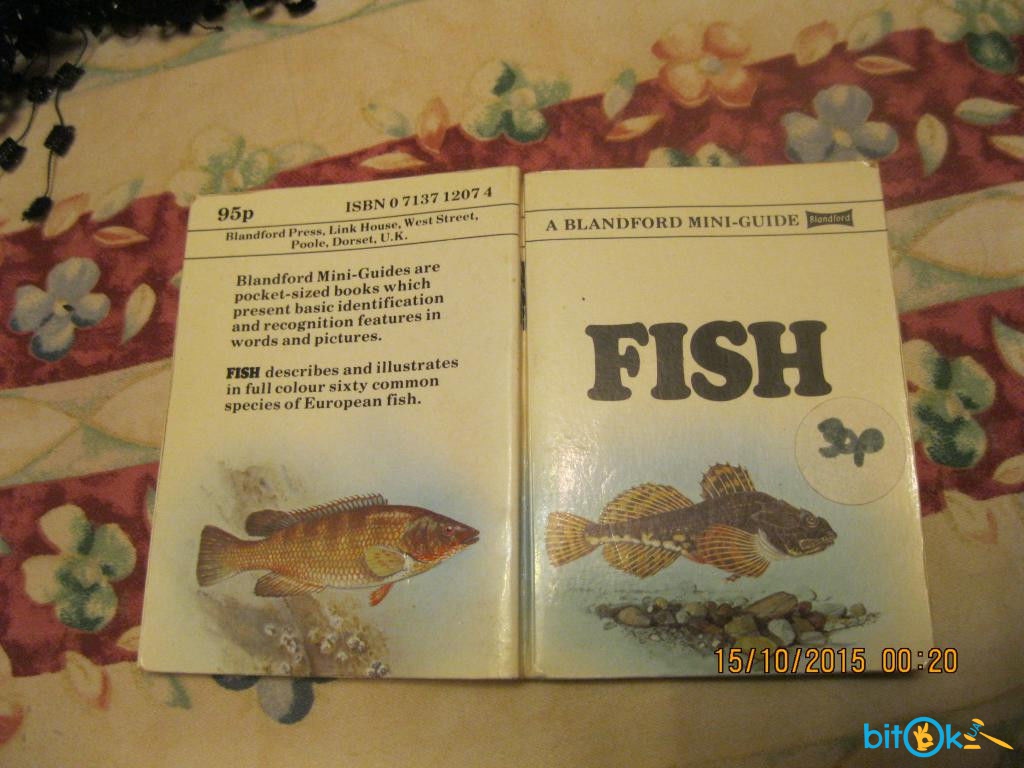 95p
ISBN 0 7137 1207 4
Blandford Press, Link House, West Street,
Poole, Dorset, U.K.
Blandford Mini-Guides are
pocket-sized books which
present basic identification
and recognition features in
words and pictures.
FISH describes and illustrates
in full colour sixty common
species of European fish.
A BLANDFORD MINI-GUIDE Blandford
FISH
30p
15/10/2015 00:20
bitOk UA